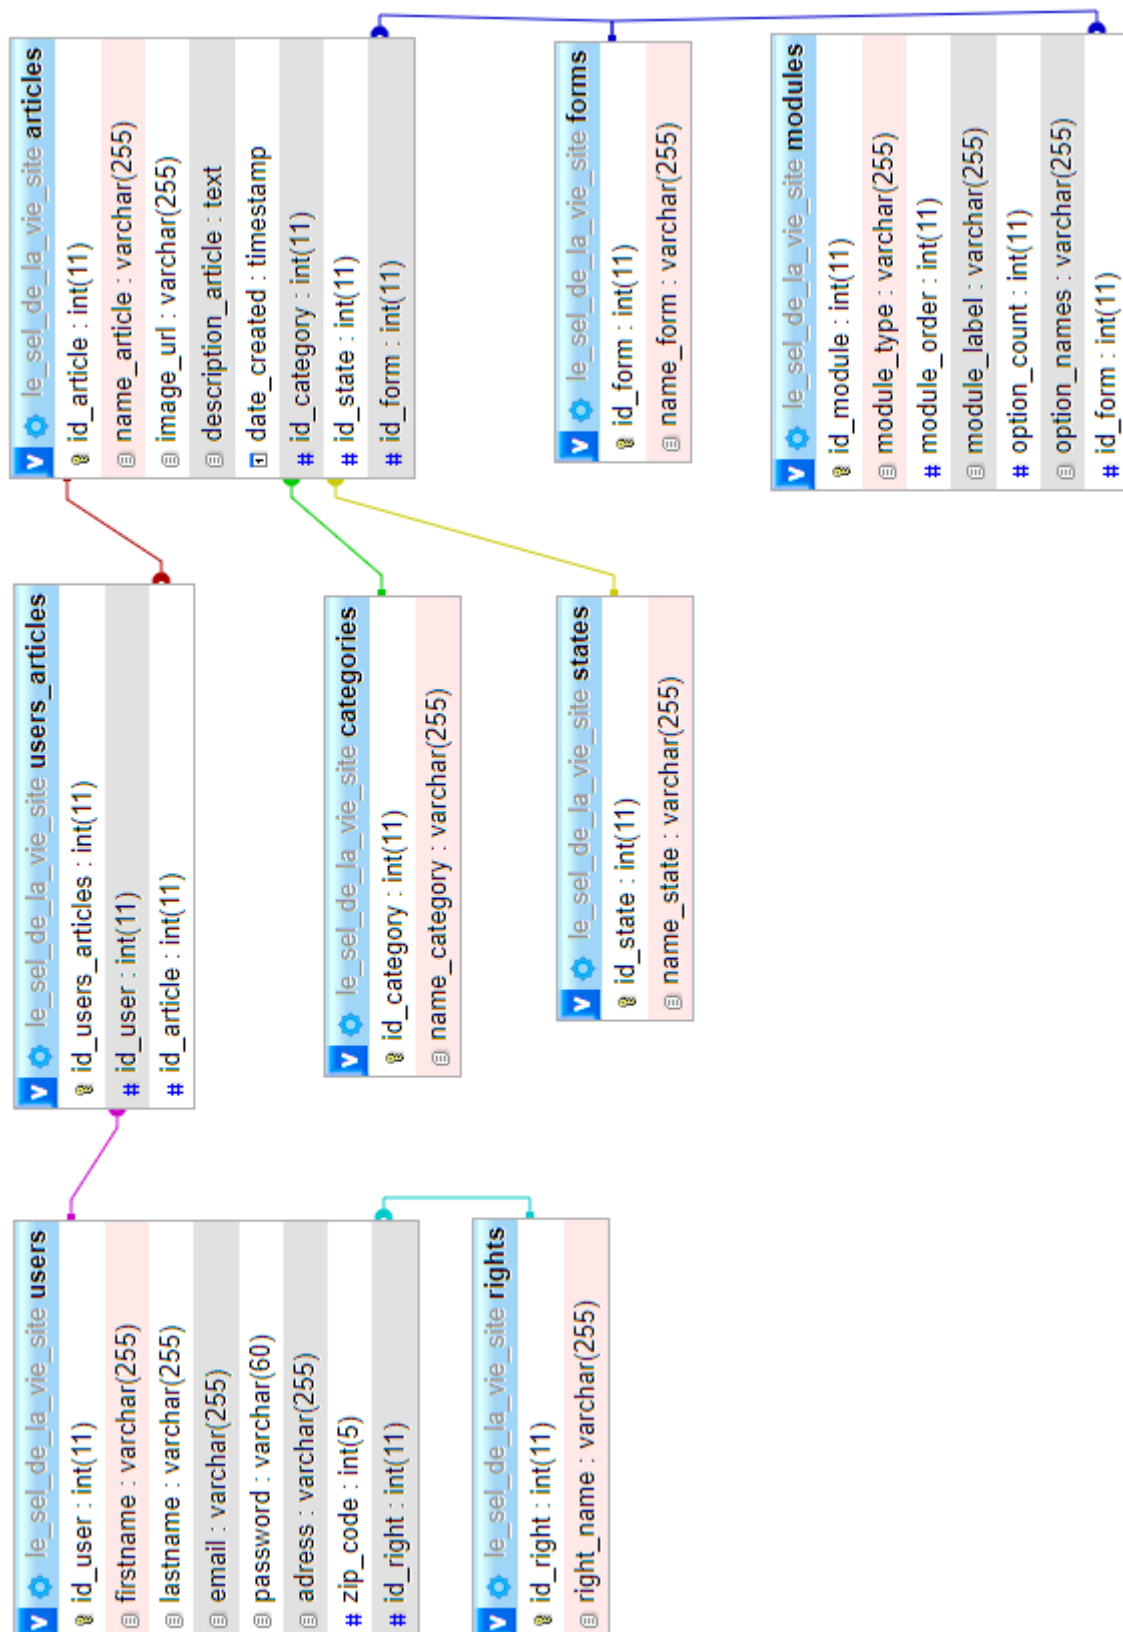 v le_sel_de_la_vie_site users
id_user : int(11)
firstname : varchar(255)
lastname : varchar(255)
email : varchar(255)
password : varchar(60)
adress : varchar(255)
# zip_code : int(5)
# id_right : int(11)
v le_sel_de_la_vie_site rights
id_right : int(11)
right_name : varchar(255)
v le_sel_de_la_vie_site users_articles
id_users_articles : int(11)
# id_user : int(11)
# id_article : int(11)
v le_sel_de_la_vie_site categories
id_category : int(11)
name_category : varchar(255)
v le_sel_de_la_vie_site states
id_state : int(11)
name_state : varchar(255)
v le_sel_de_la_vie_site articles
id_article : int(11)
name_article : varchar(255)
image_url : varchar(255)
description_article : text
date_created : timestamp
# id_category : int(11)
# id_state : int(11)
# id_form : int(11)
v le_sel_de_la_vie_site forms
id_form : int(11)
name_form : varchar(255)
v le_sel_de_la_vie_site modules
id_module : int(11)
module_type : varchar(255)
# module_order : int(11)
module_label : varchar(255)
# option_count : int(11)
option_names : varchar(255)
# id_form : int(11)